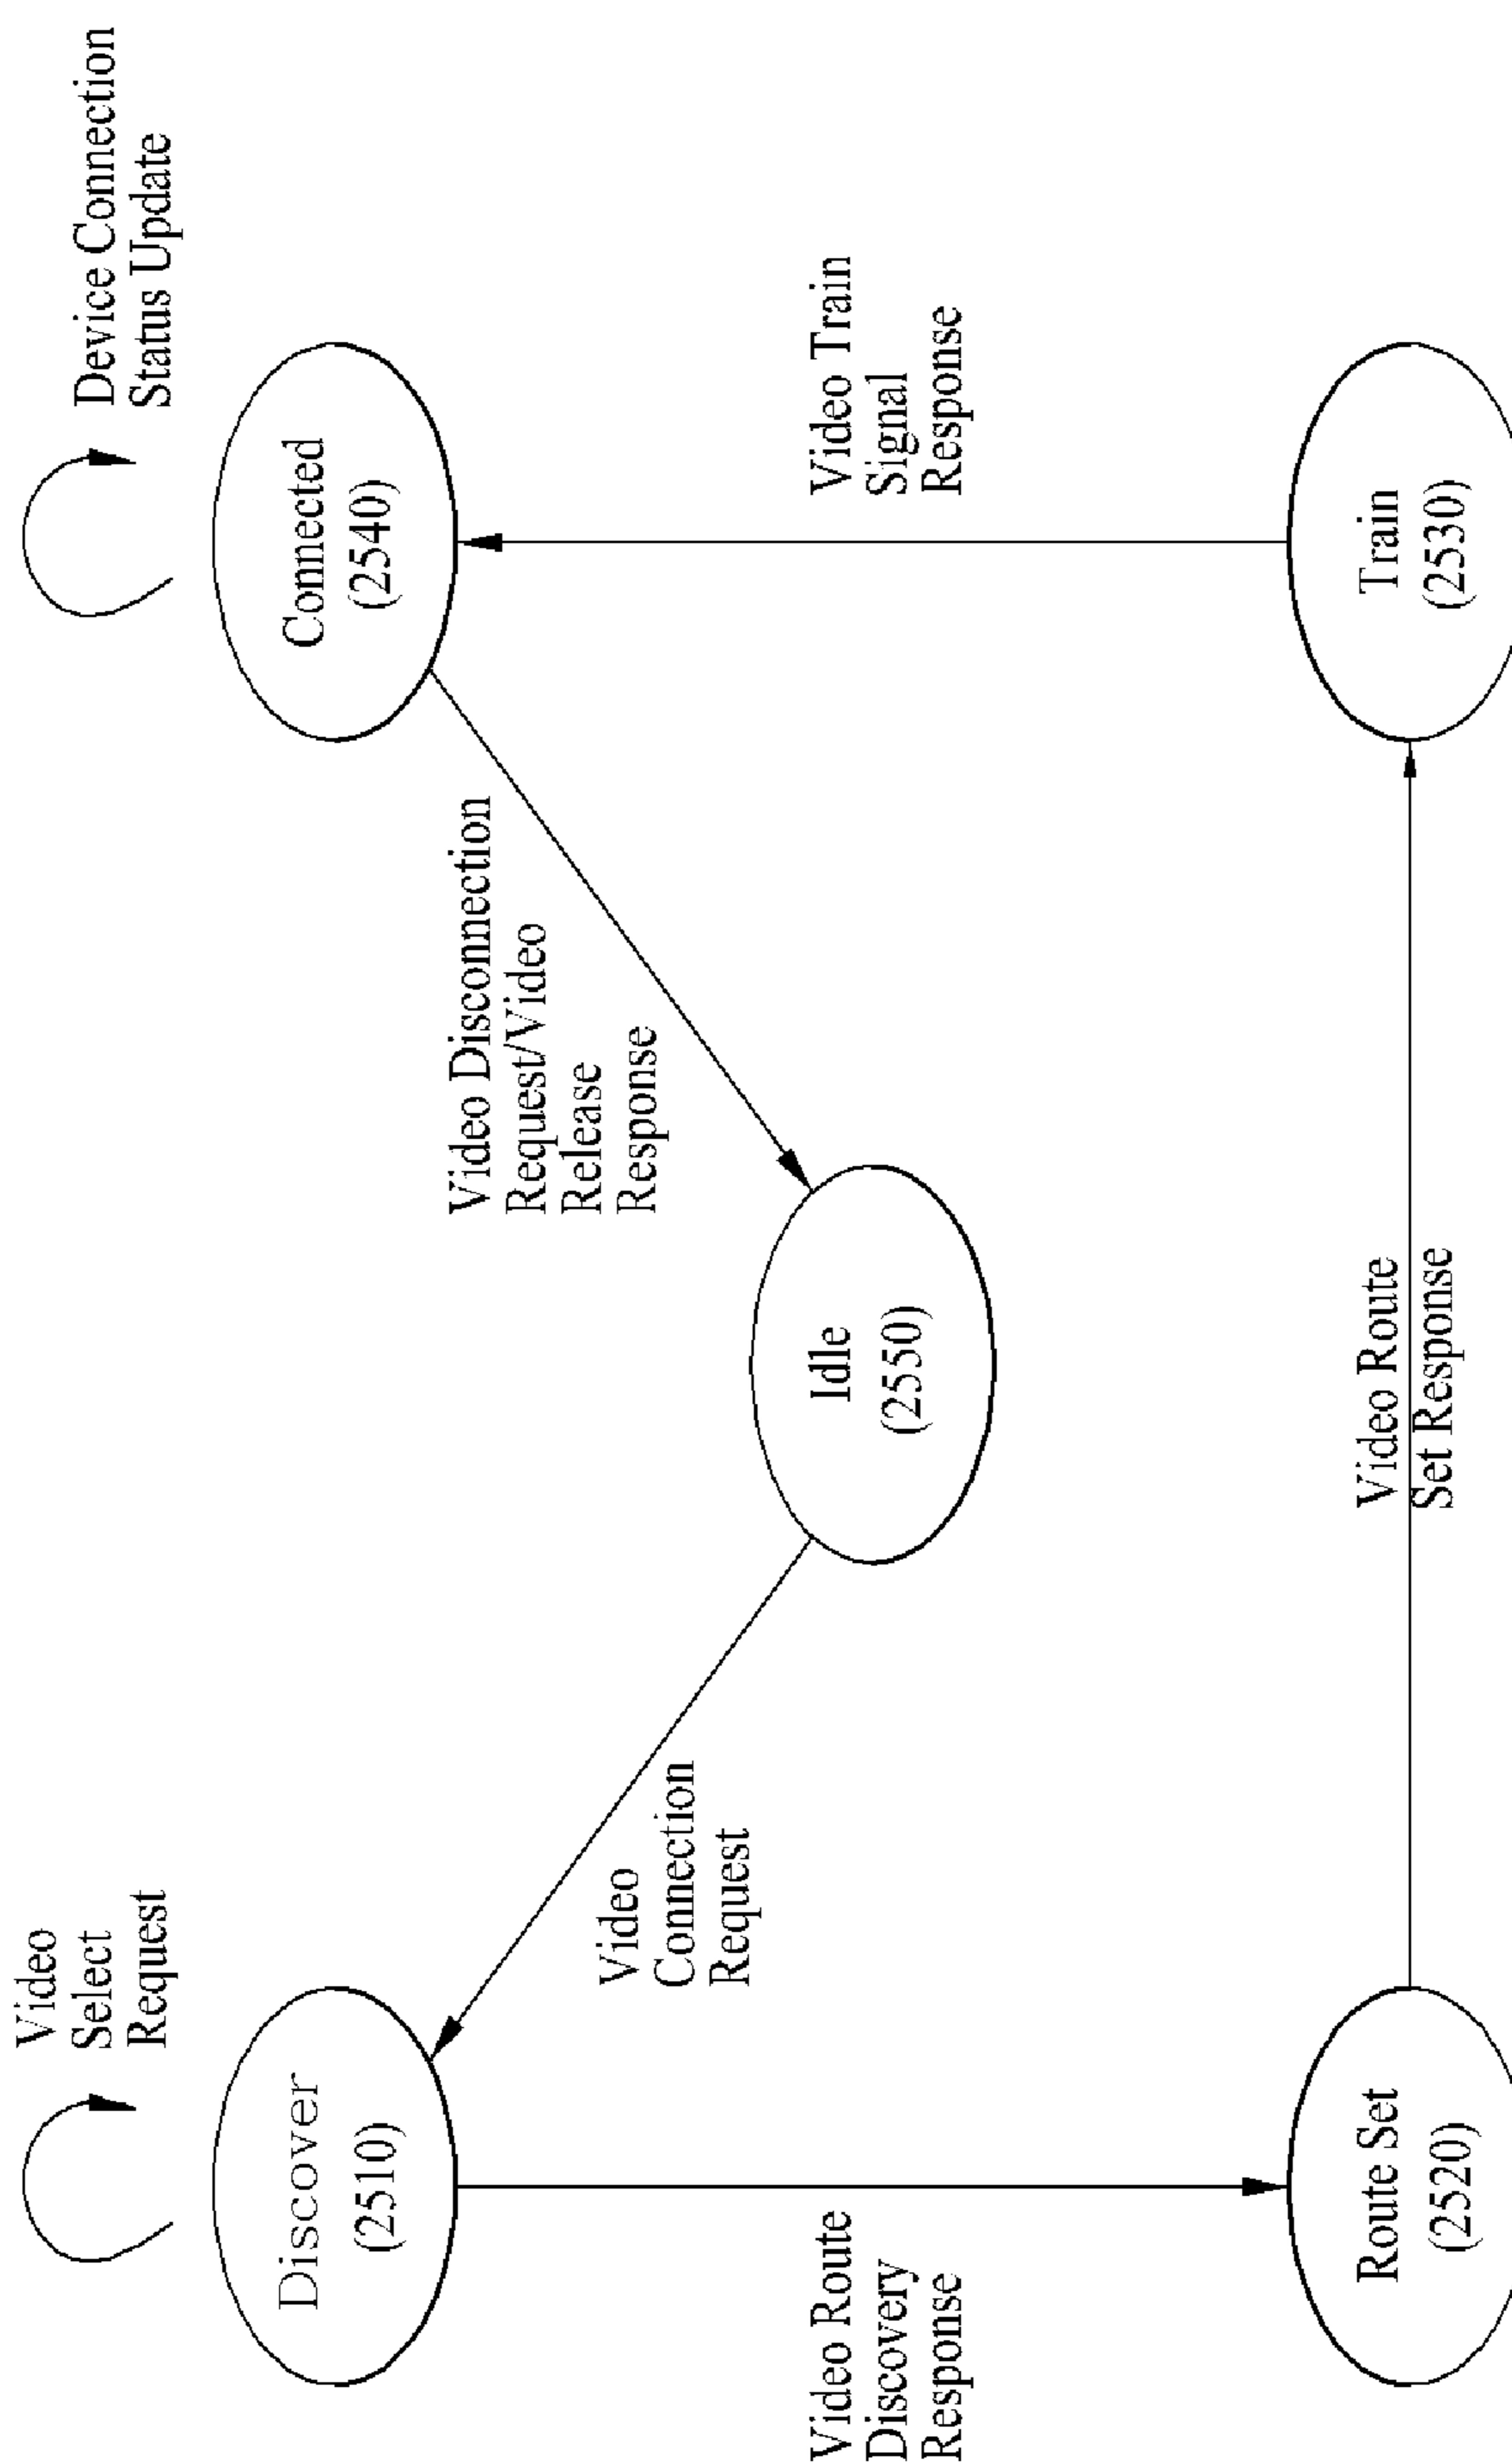 Video
Select
Request
Device Connection
Status Update
Discover
(2510)
Connected
(2540)
Video Disconnection
Request/Video
Release
Response
Video
Connection
Request
Idle
(2550)
Video Route
Discovery
Response
Video Train
Signal
Response
Route Set
(2520)
Video Route
Set Response
Train
(2530)